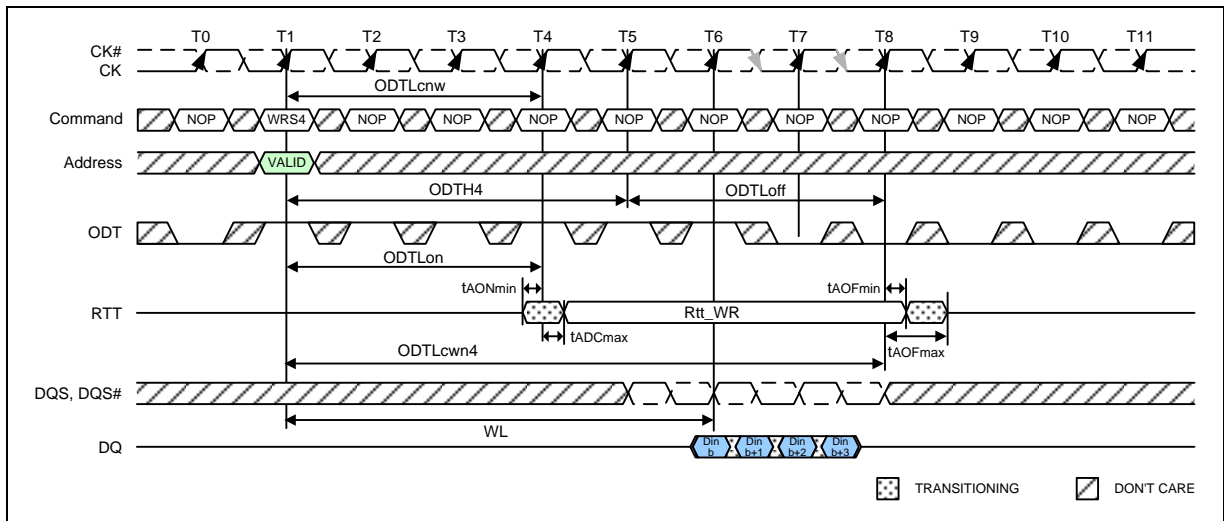 T0 T1 T2 T3 T4 T5 T6 T7 T8 T9 T10 T11
CK#
CK
ODTLcnw
Command NOP WRS4 NOP NOP NOP NOP NOP NOP NOP NOP NOP NOP
Address VALID
ODTH4 ODTLoff
ODT
ODTLon
tAONmin tAOFmin
RTT Rtt_WR
tADCmax tAOFmax
ODTLcwn4
DQS, DQS#
WL
DQ Din b Din b+1 Din b+2 Din b+3
TRANSITIONING DON'T CARE